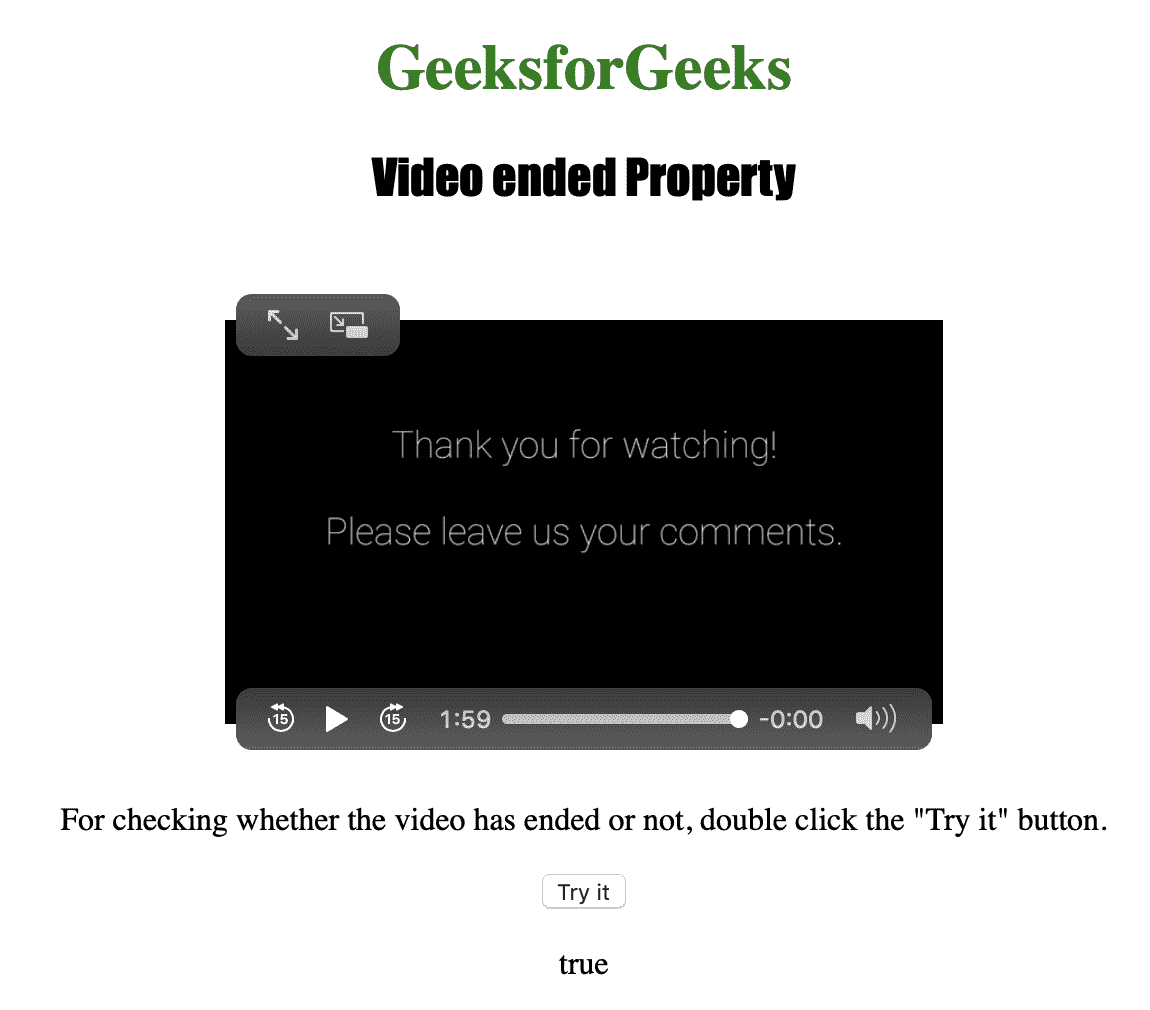 GeeksforGeeks
Video ended Property
Thank you for watching!
Please leave us your comments.
15 15 1:59 -0:00
For checking whether the video has ended or not, double click the "Try it" button.
Try it
true